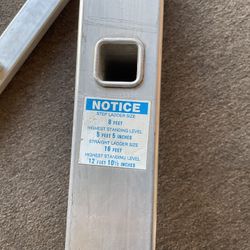 NOTICE
STEP LADDER SIZE
8 FEET
HIGHEST STANDING LEVEL
5 FEET 5 INCHES
STRAIGHT LADDER SIZE
16 FEET
HIGHEST STANDING LEVEL
12 FEET 10½ INCHES